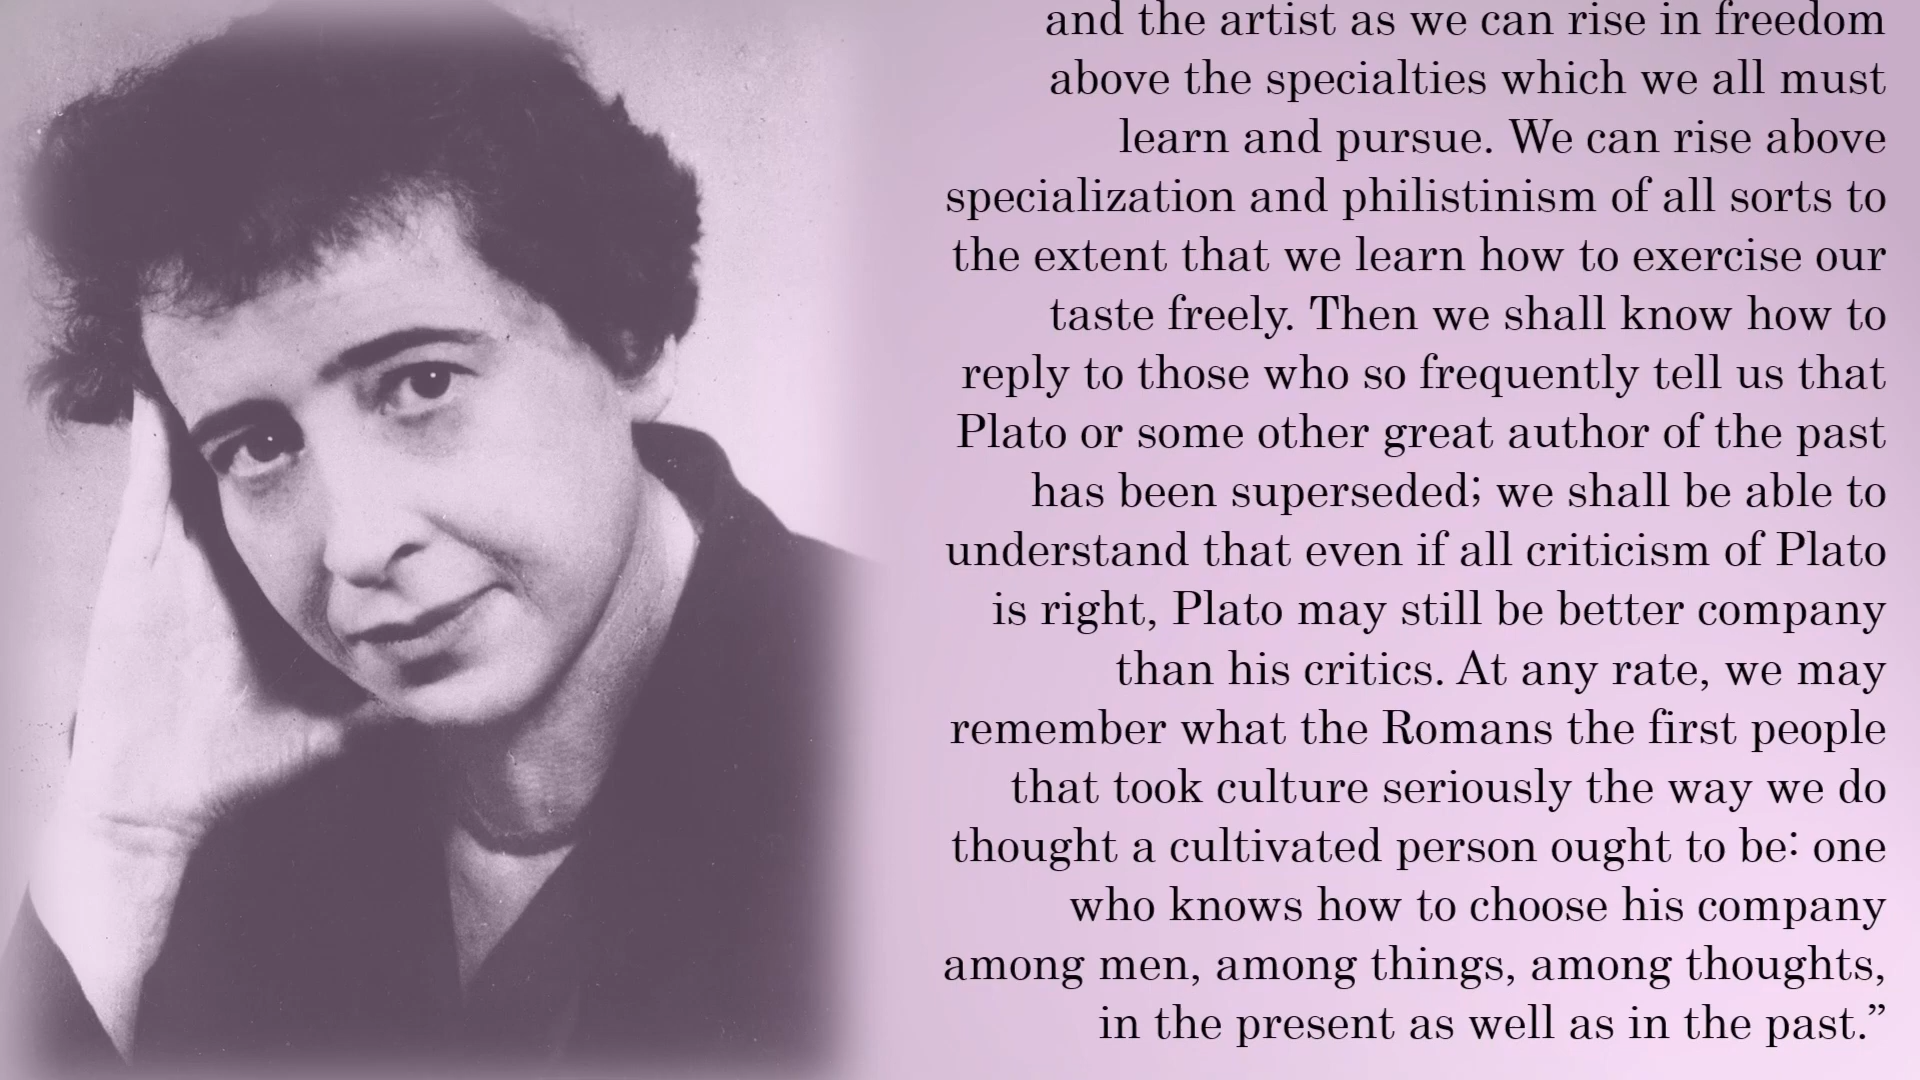 and the artist as we can rise in freedom
above the specialties which we all must
learn and pursue. We can rise above
specialization and philistinism of all sorts to
the extent that we learn how to exercise our
taste freely. Then we shall know how to
reply to those who so frequently tell us that
Plato or some other great author of the past
has been superseded; we shall be able to
understand that even if all criticism of Plato
is right, Plato may still be better company
than his critics. At any rate, we may
remember what the Romans the first people
that took culture seriously the way we do
thought a cultivated person ought to be: one
who knows how to choose his company
among men, among things, among thoughts,
in the present as well as in the past.”